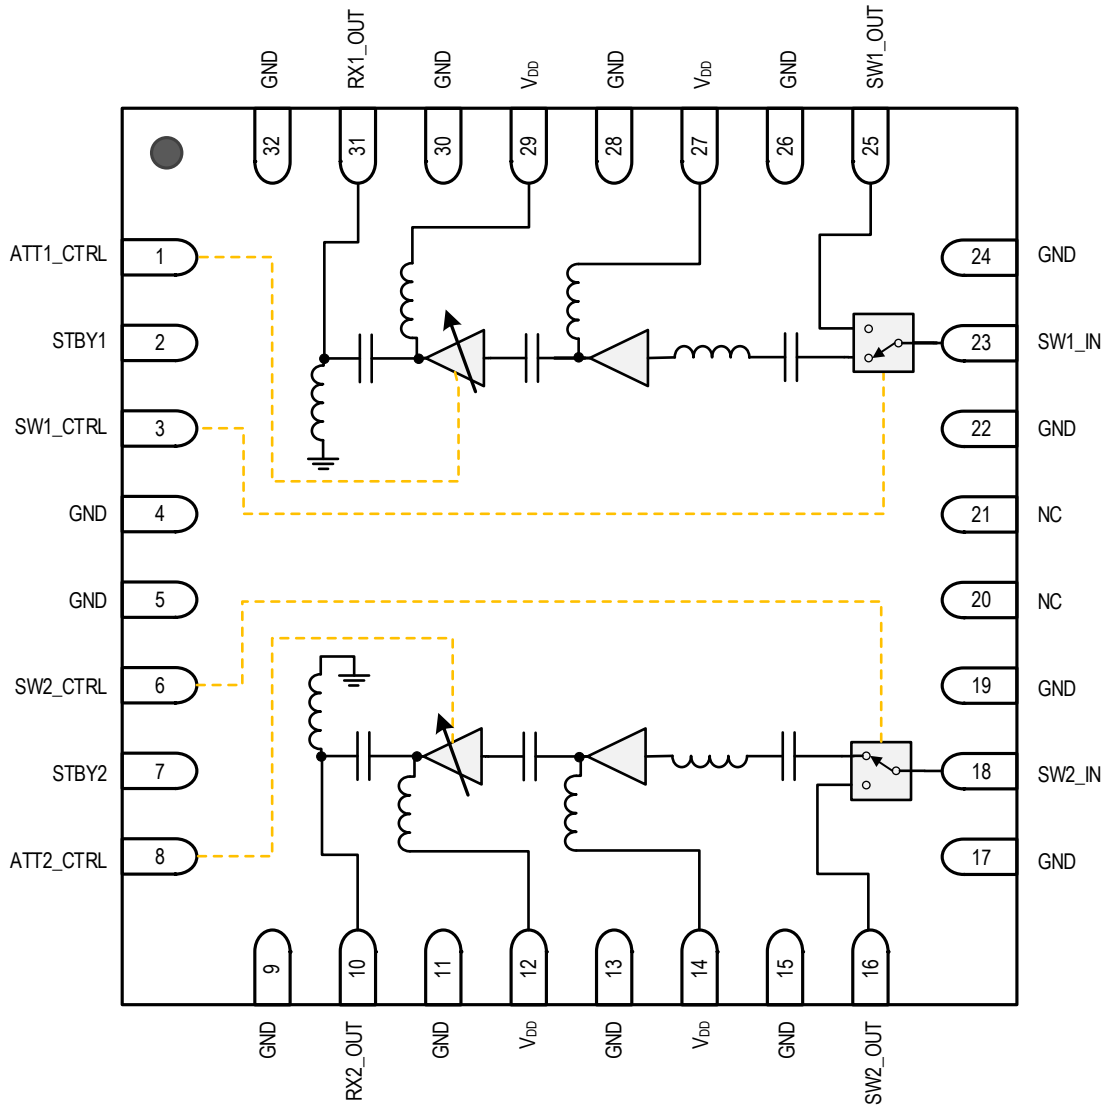 GND
RX1_OUT
GND
VDD
GND
VDD
GND
SW1_OUT
32
31
30
29
28
27
26
25
ATT1_CTRL 1
STBY1 2
SW1_CTRL 3
GND 4
GND 5
SW2_CTRL 6
STBY2 7
ATT2_CTRL 8
24 GND
23 SW1_IN
22 GND
21 NC
20 NC
19 GND
18 SW2_IN
17 GND
9
10
11
12
13
14
15
16
GND
RX2_OUT
GND
VDD
GND
VDD
GND
SW2_OUT